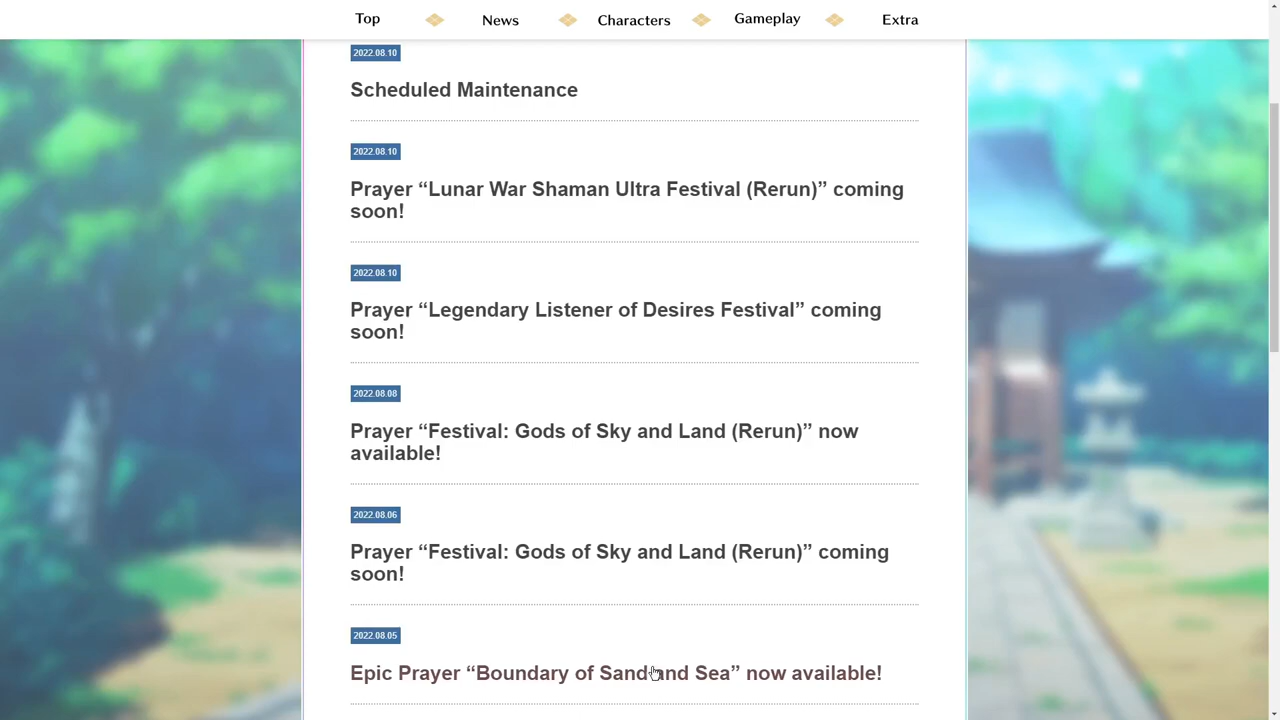 Top
News
Characters
Gameplay
Extra
2022.08.10
Scheduled Maintenance
2022.08.10
Prayer “Lunar War Shaman Ultra Festival (Rerun)” coming
soon!
2022.08.10
Prayer “Legendary Listener of Desires Festival” coming
soon!
2022.08.08
Prayer “Festival: Gods of Sky and Land (Rerun)” now
available!
2022.08.06
Prayer “Festival: Gods of Sky and Land (Rerun)” coming
soon!
2022.08.05
Epic Prayer “Boundary of Sand and Sea” now available!